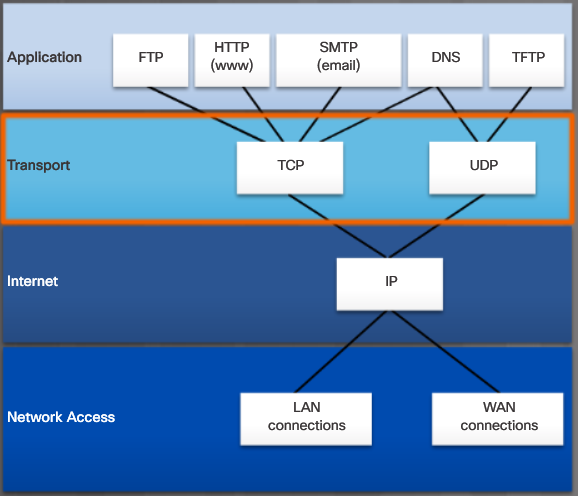 Application
FTP
HTTP
(www)
SMTP
(email)
DNS
TFTP
Transport
TCP
UDP
Internet
IP
Network Access
LAN
connections
WAN
connections